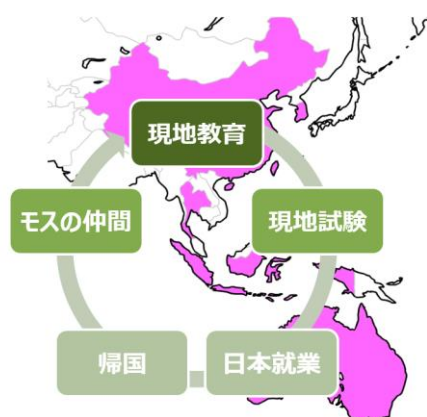 現地教育
モスの仲間
現地試験
帰国
日本就業